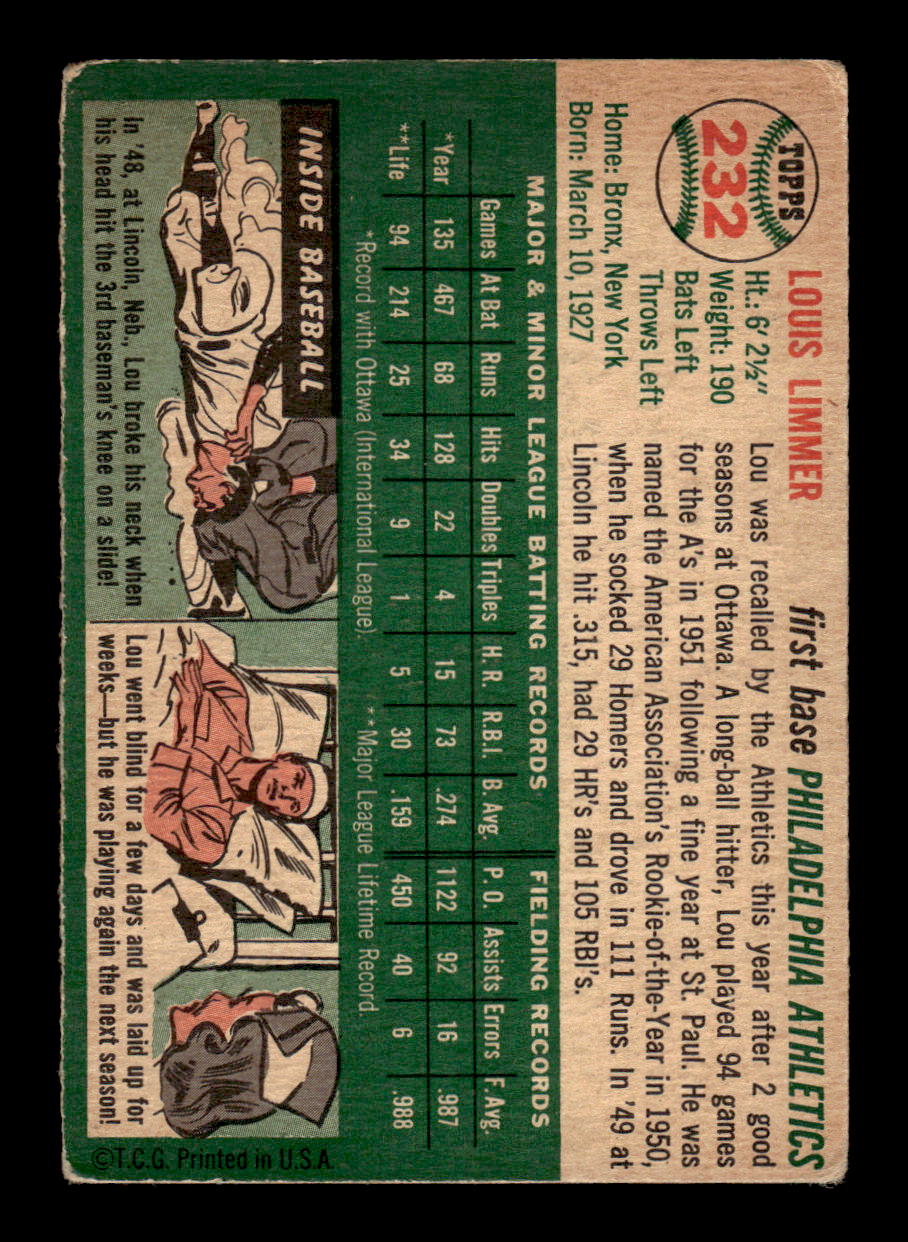 TOPPS
232
LOUIS LIMMER
first base PHILADELPHIA ATHLETICS
Ht.: 6' 2½"
Weight: 190
Bats Left
Throws Left
Home: Bronx, New York
Born: March 10, 1927
Lou was recalled by the Athletics this year after 2 good
seasons at Ottawa. A long-ball hitter, Lou played 94 games
for the A's in 1951 following a fine year at St. Paul. He was
named the American Association's Rookie-of-the-Year in 1950,
when he socked 29 Homers and drove in 111 Runs. In '49 at
Lincoln he hit .315, had 29 HR's and 105 RBI's.
MAJOR & MINOR LEAGUE BATTING RECORDS FIELDING RECORDS
Games At Bat Runs Hits Doubles Triples H. R. R.B.I. B. Avg. P. O. Assists Errors F. Avg.
*Year 135 467 68 128 22 4 15 73 .274 1122 92 16 .987
**Life 94 214 25 34 9 1 5 30 .159 450 40 6 .988
*Record with Ottawa (International League). **Major League Lifetime Record
INSIDE BASEBALL
In '48, at Lincoln, Neb., Lou broke his neck when
his head hit the 3rd baseman's knee on a slide!
Lou went blind for a few days and was laid up for
weeks—but he was playing again the next season!
©T.C.G. Printed in U.S.A.